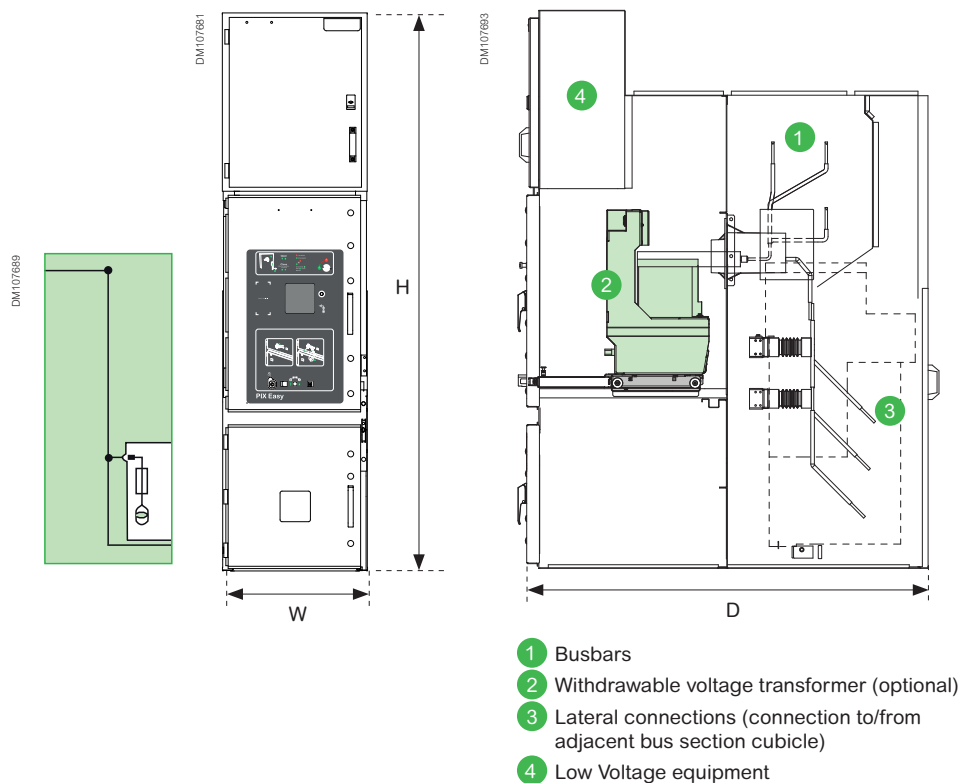 DM107681
DM107693
DM107689
4
1
2
3
H
PIX Easy
W
D
1 Busbars
2 Withdrawable voltage transformer (optional)
3 Lateral connections (connection to/from
adjacent bus section cubicle)
4 Low Voltage equipment